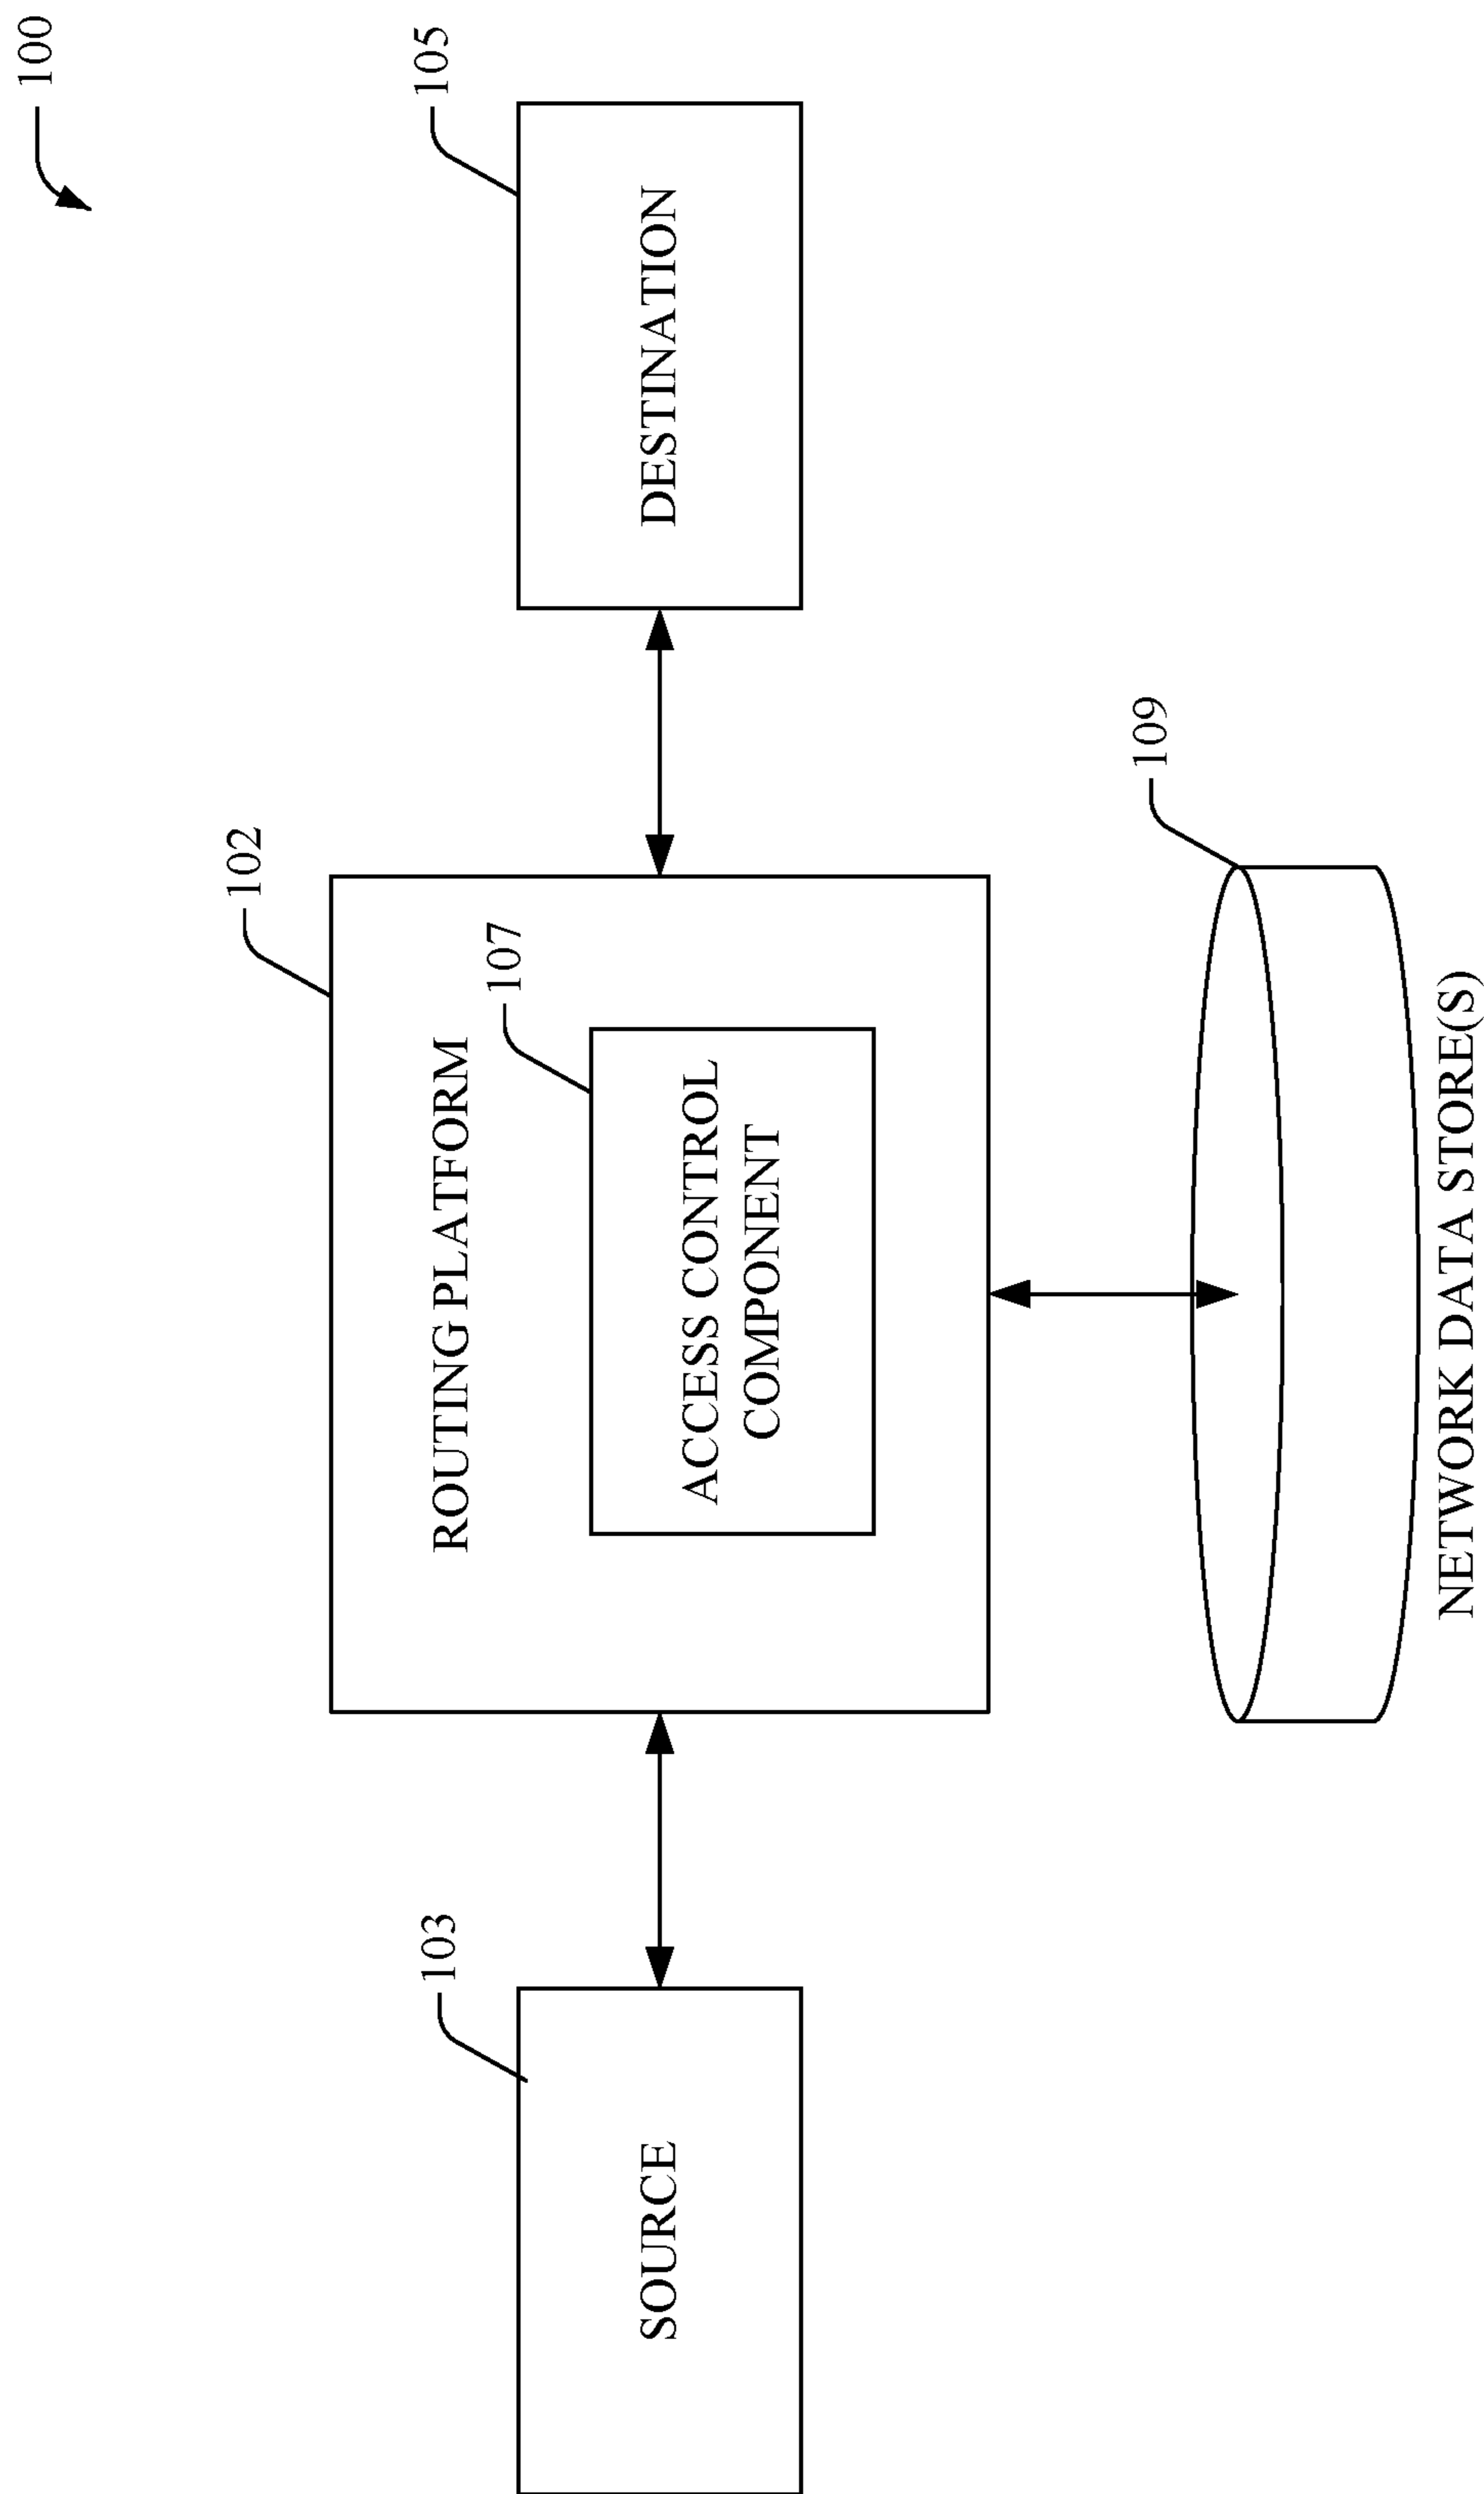 100
102
ROUTING PLATFORM
103
SOURCE
107
ACCESS CONTROL
COMPONENT
105
DESTINATION
109
NETWORK DATA STORE(S)